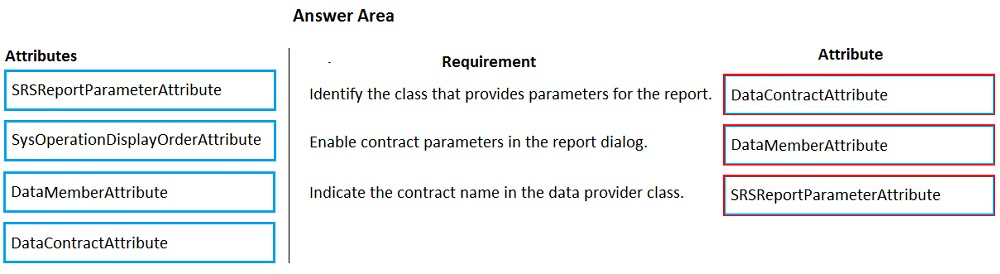 Answer Area
Attributes
Requirement
Attribute
SRSReportParameterAttribute
Identify the class that provides parameters for the report.
DataContractAttribute
SysOperationDisplayOrderAttribute
Enable contract parameters in the report dialog.
DataMemberAttribute
DataMemberAttribute
Indicate the contract name in the data provider class.
SRSReportParameterAttribute
DataContractAttribute